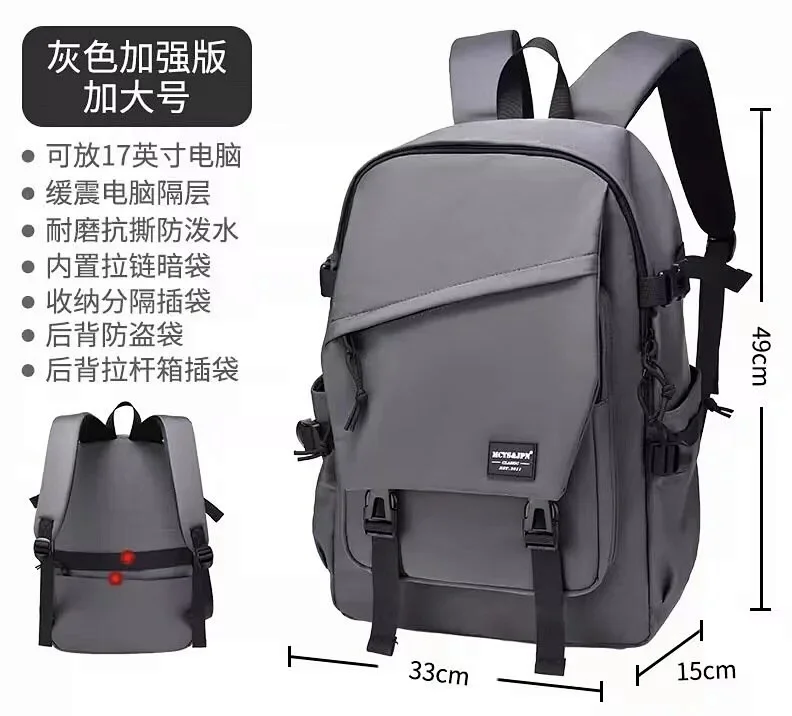 灰色加强版
加大号
可放17英寸电脑
缓震电脑隔层
耐磨抗撕防泼水
内置拉链暗袋
收纳分隔插袋
后背防盗袋
后背拉杆箱插袋
MCYS&JPN
CLASSIC
EST.2011
49cm
33cm
15cm